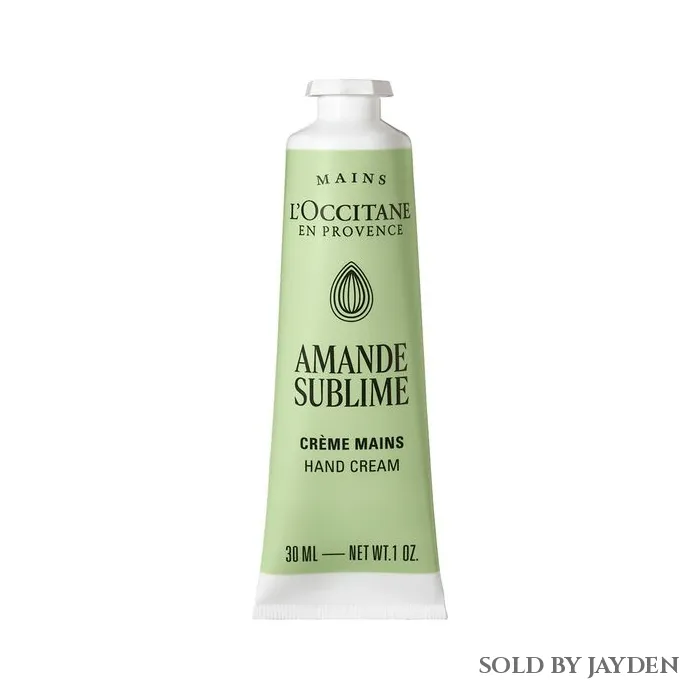 MAINS
L'OCCITANE
EN PROVENCE
AMANDE
SUBLIME
CRÈME MAINS
HAND CREAM
30 ML — NET WT.1 OZ.
SOLD BY JAYDEN